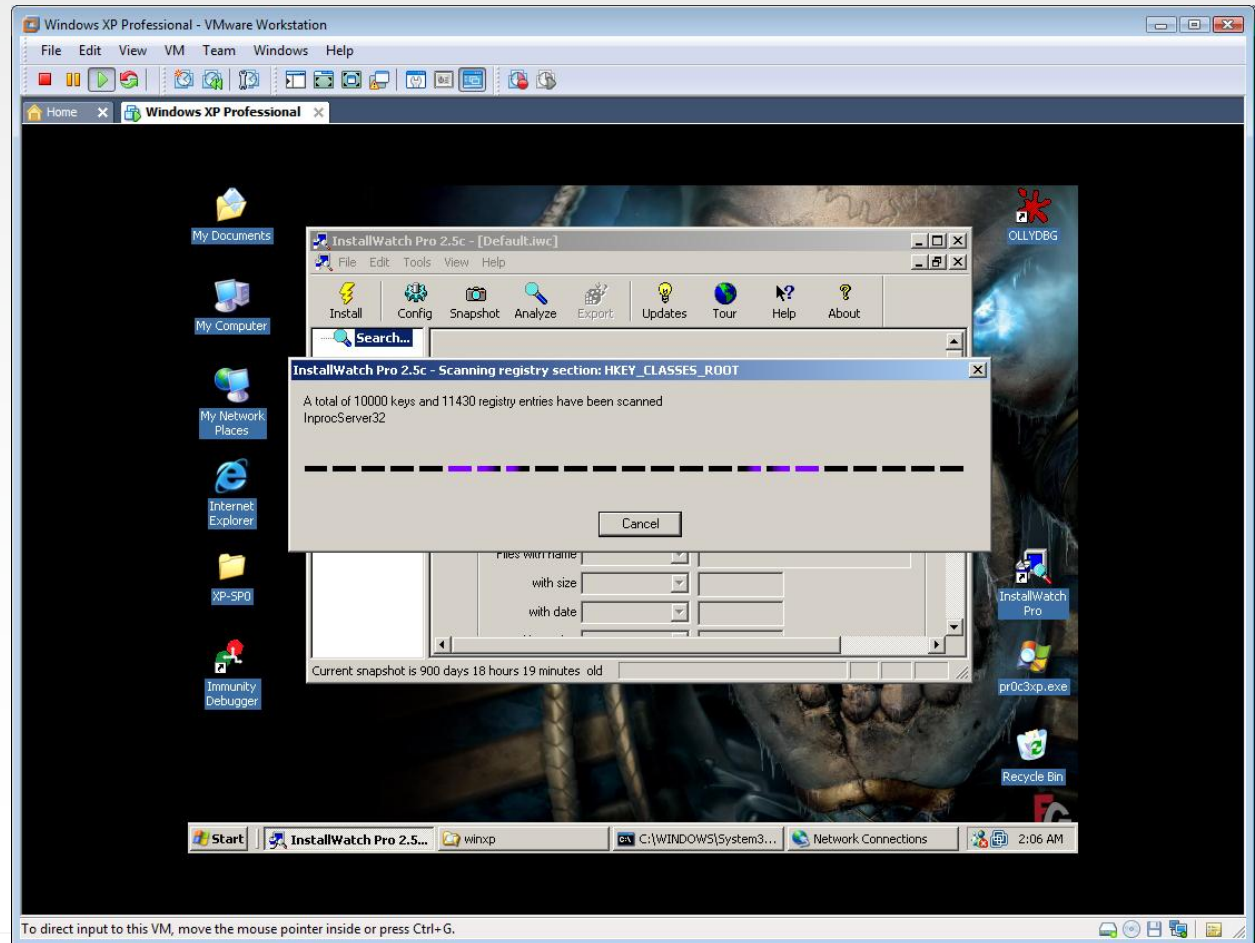 Windows XP Professional - VMware Workstation
File Edit View VM Team Windows Help
Home Windows XP Professional
My Documents
My Computer
My Network
Places
Internet
Explorer
XP-SP0
Immunity
Debugger
OLLYDBG
InstallWatch
Pro
pr0c3xp.exe
Recycle Bin
InstallWatch Pro 2.5c - [Default.iwc]
File Edit Tools View Help
Install Config Snapshot Analyze Export Updates Tour Help About
Search...
InstallWatch Pro 2.5c - Scanning registry section: HKEY_CLASSES_ROOT
A total of 10000 keys and 11430 registry entries have been scanned
InprocServer32
Cancel
Files with name
with size
with date
Current snapshot is 900 days 18 hours 19 minutes old
Start InstallWatch Pro 2.5... winxp C:\WINDOWS\System3... Network Connections 2:06 AM
To direct input to this VM, move the mouse pointer inside or press Ctrl+G.